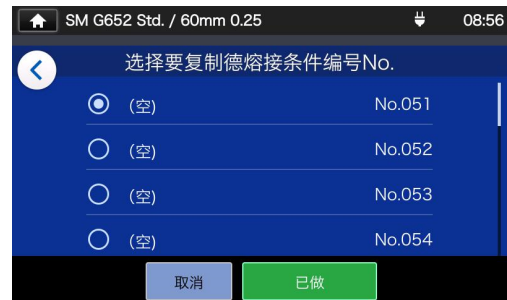 SM G652 Std. / 60mm 0.25 08:56
选择要复制德熔接条件编号No.
(空) No.051
(空) No.052
(空) No.053
(空) No.054
取消 已做